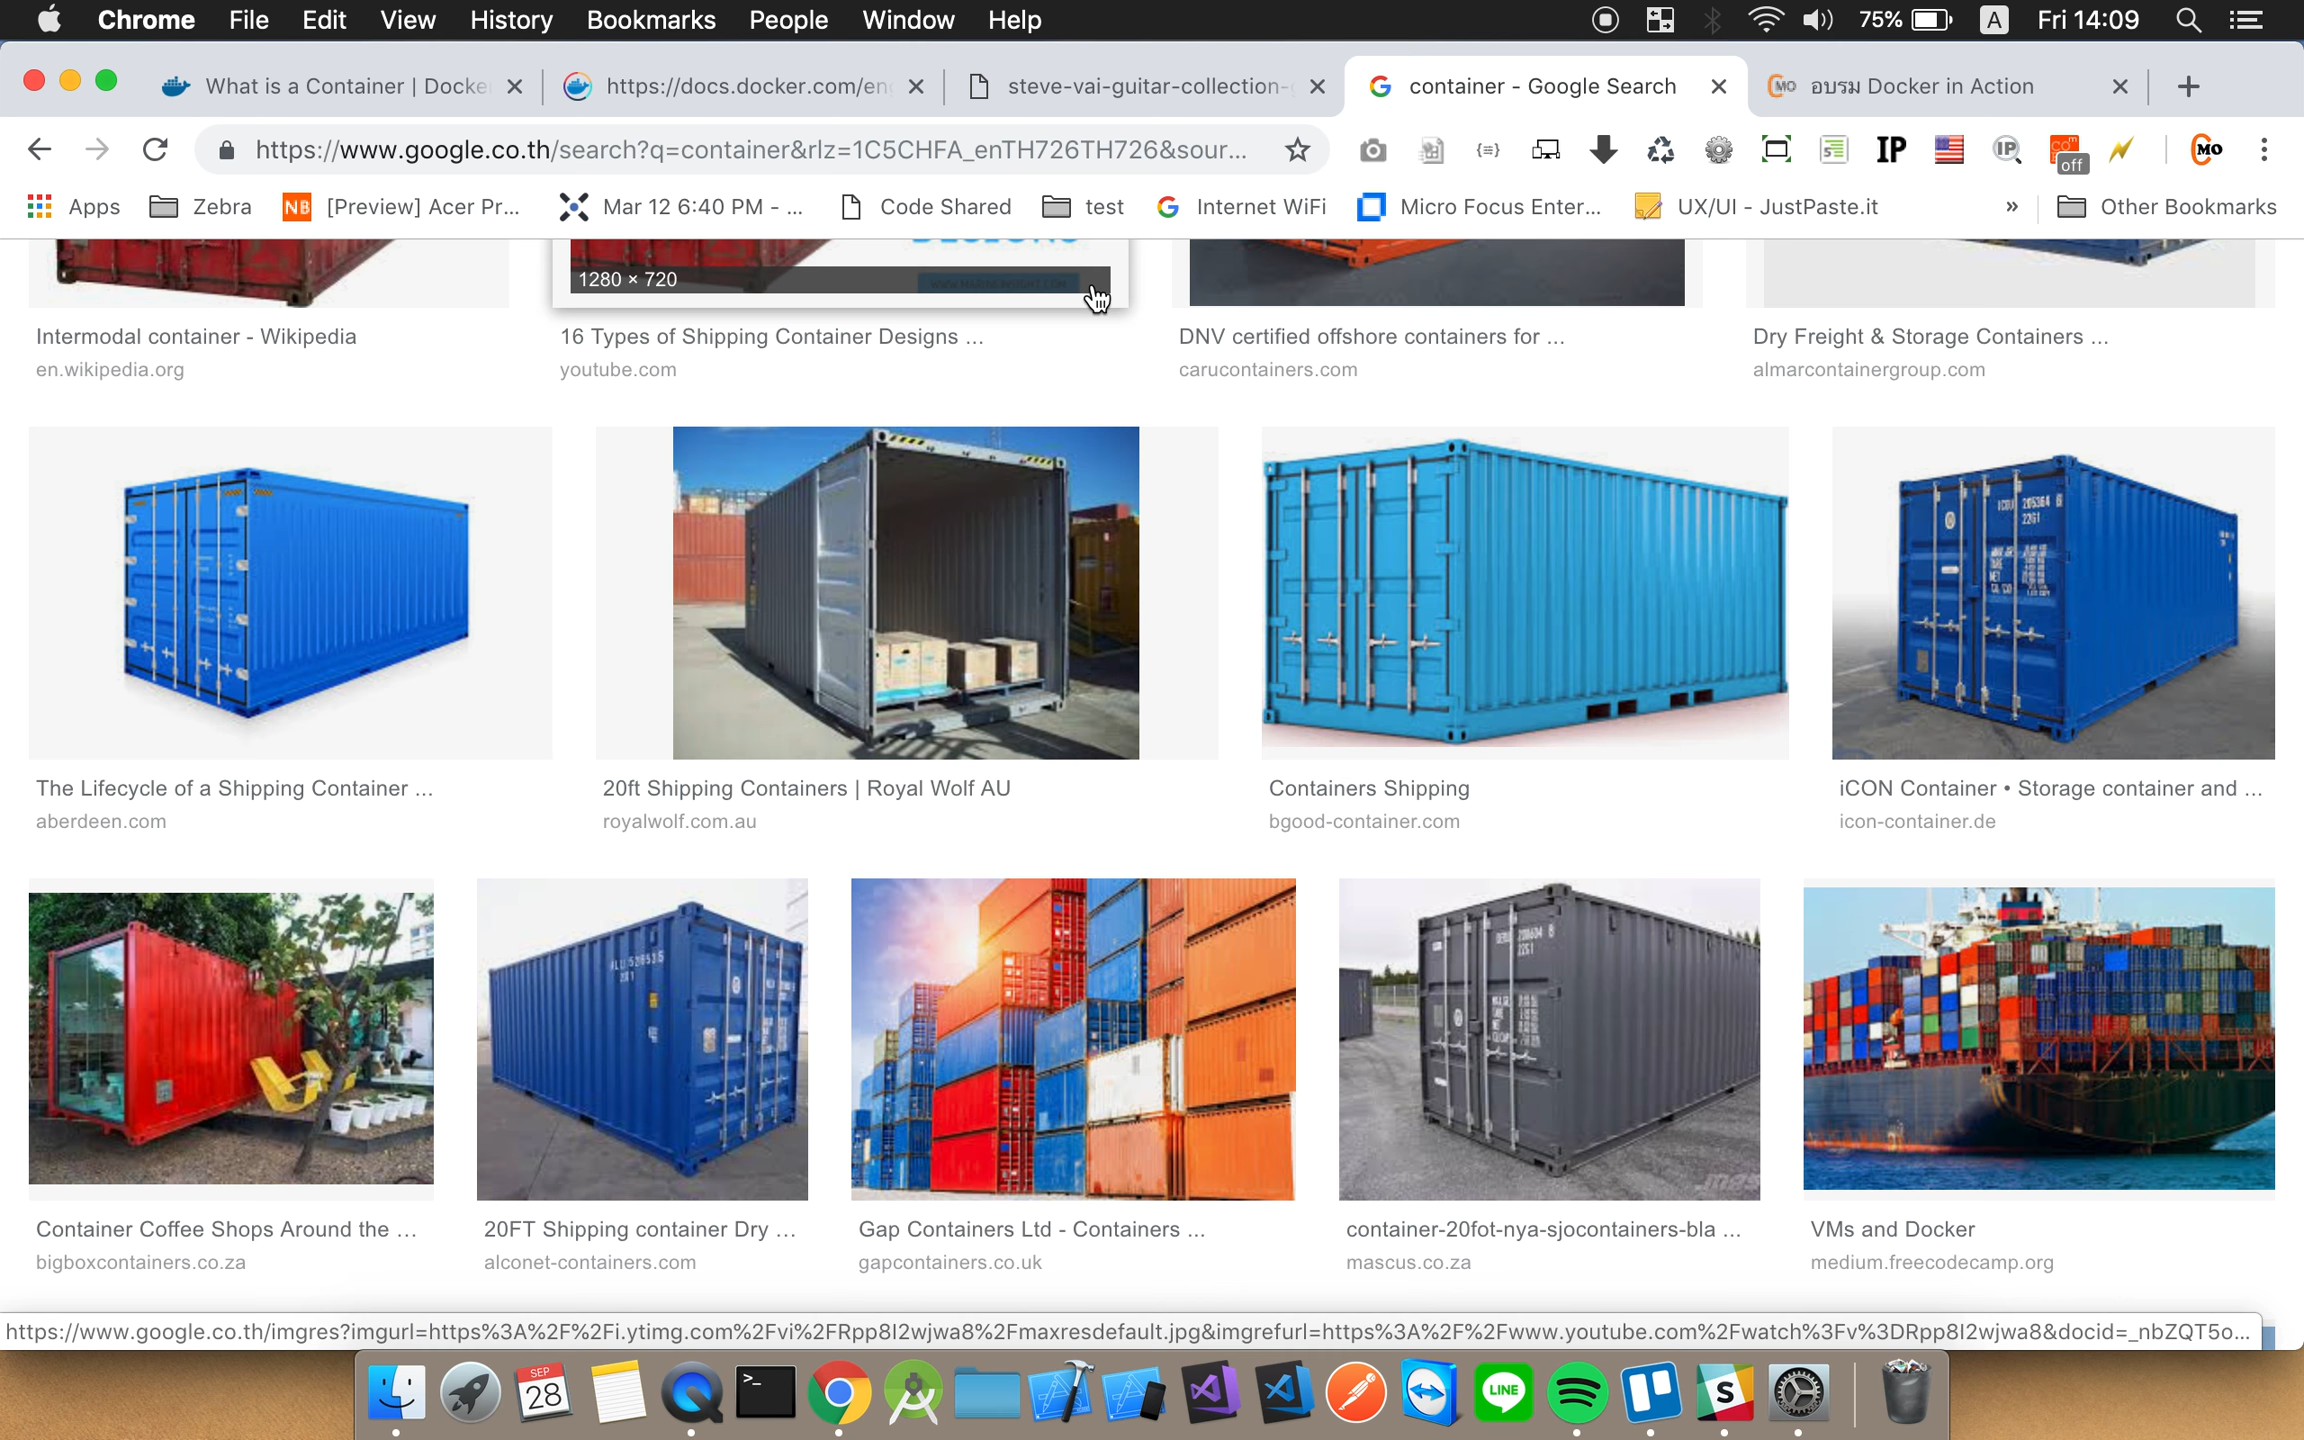 Chrome File Edit View History Bookmarks People Window Help 75% A Fri 14:09
What is a Container | Docke
https://docs.docker.com/en
steve-vai-guitar-collection-
container - Google Search
อบรม Docker in Action
https://www.google.co.th/search?q=container&rlz=1C5CHFA_enTH726TH726&sour...
IP
IP
off
MO
Apps Zebra NB [Preview] Acer Pr... Mar 12 6:40 PM - ... Code Shared test Internet WiFi Micro Focus Enter... UX/UI - JustPaste.it » Other Bookmarks
1280 × 720
Intermodal container - Wikipedia
en.wikipedia.org
16 Types of Shipping Container Designs ...
youtube.com
DNV certified offshore containers for ...
carucontainers.com
Dry Freight & Storage Containers ...
almarcontainergroup.com
The Lifecycle of a Shipping Container ...
aberdeen.com
20ft Shipping Containers | Royal Wolf AU
royalwolf.com.au
Containers Shipping
bgood-container.com
iCON Container • Storage container and ...
icon-container.de
Container Coffee Shops Around the ...
bigboxcontainers.co.za
20FT Shipping container Dry ...
alconet-containers.com
Gap Containers Ltd - Containers ...
gapcontainers.co.uk
container-20fot-nya-sjocontainers-bla ...
mascus.co.za
VMs and Docker
medium.freecodecamp.org
https://www.google.co.th/imgres?imgurl=https%3A%2F%2Fi.ytimg.com%2Fvi%2FRpp8I2wjwa8%2Fmaxresdefault.jpg&imgrefurl=https%3A%2F%2Fwww.youtube.com%2Fwatch%3Fv%3DRpp8I2wjwa8&docid=_nbZQT5o...
SEP
28
LINE
S